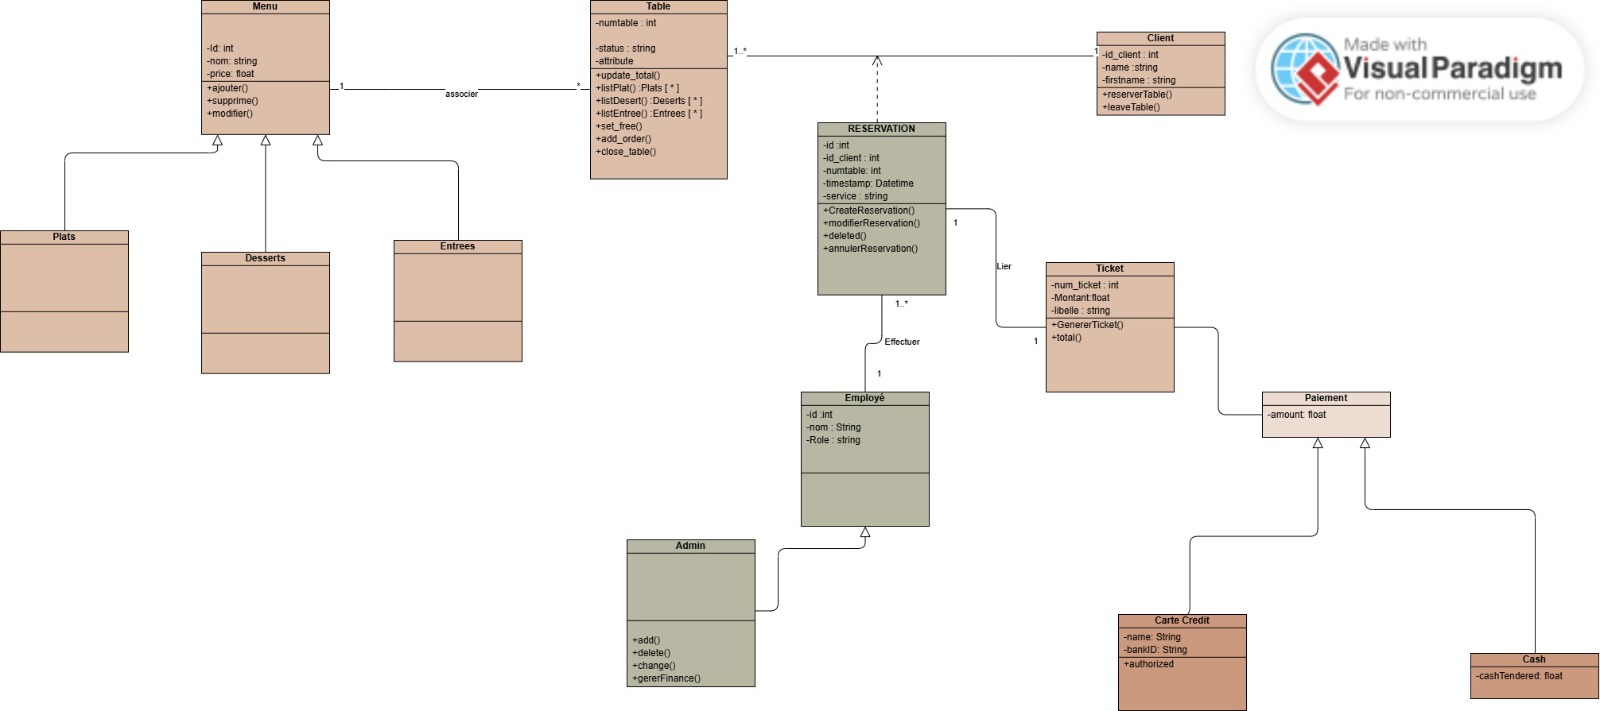 Menu
-Id: int
-nom: string
-price: float
+ajouter()
+supprime()
+modifier()
1
associer
*
Table
-numtable : int
-status : string
-attribute
+update_total()
+listPlat() :Plats [ * ]
+listDesert() :Deserts [ * ]
+listEntree() :Entrees [ * ]
+set_free()
+add_order()
+close_table()
1..*
1
Client
-id_client : int
-name :string
-firstname : string
+reserverTable()
+leaveTable()
Made with
Visual Paradigm
For non-commercial use
RESERVATION
-id :int
-id_client : int
-numtable: int
-timestamp: Datetime
-service : string
+CreateReservation()
+modifierReservation()
+deleted()
+annulerReservation()
1
Lier
1
Plats
Desserts
Entrees
Ticket
-num_ticket : int
-Montant:float
-libelle : string
+GenererTicket()
+total()
1..*
Effectuer
1
Employé
-id :int
-nom : String
-Role : string
Paiement
-amount: float
Admin
+add()
+delete()
+change()
+gererFinance()
Carte Credit
-name: String
-bankID: String
+authorized
Cash
-cashTendered: float